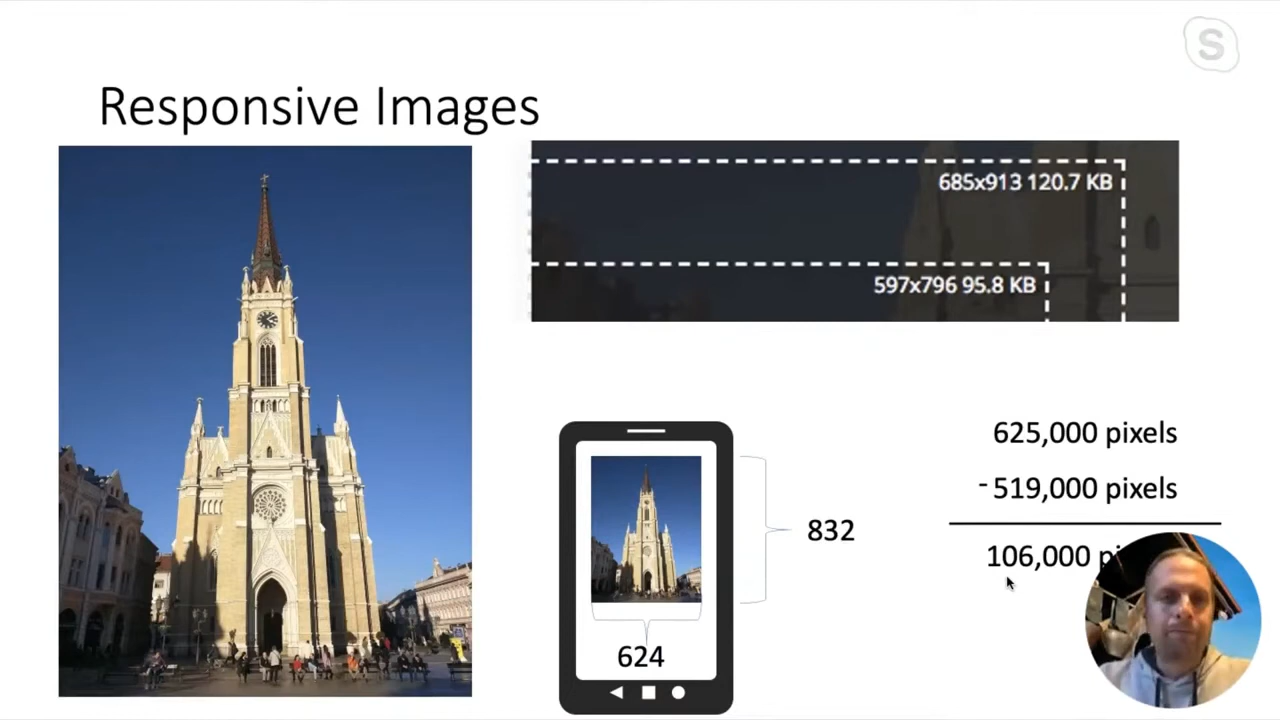 S
Responsive Images
685x913 120.7 KB
597x796 95.8 KB
832
624
625,000 pixels
- 519,000 pixels
106,000